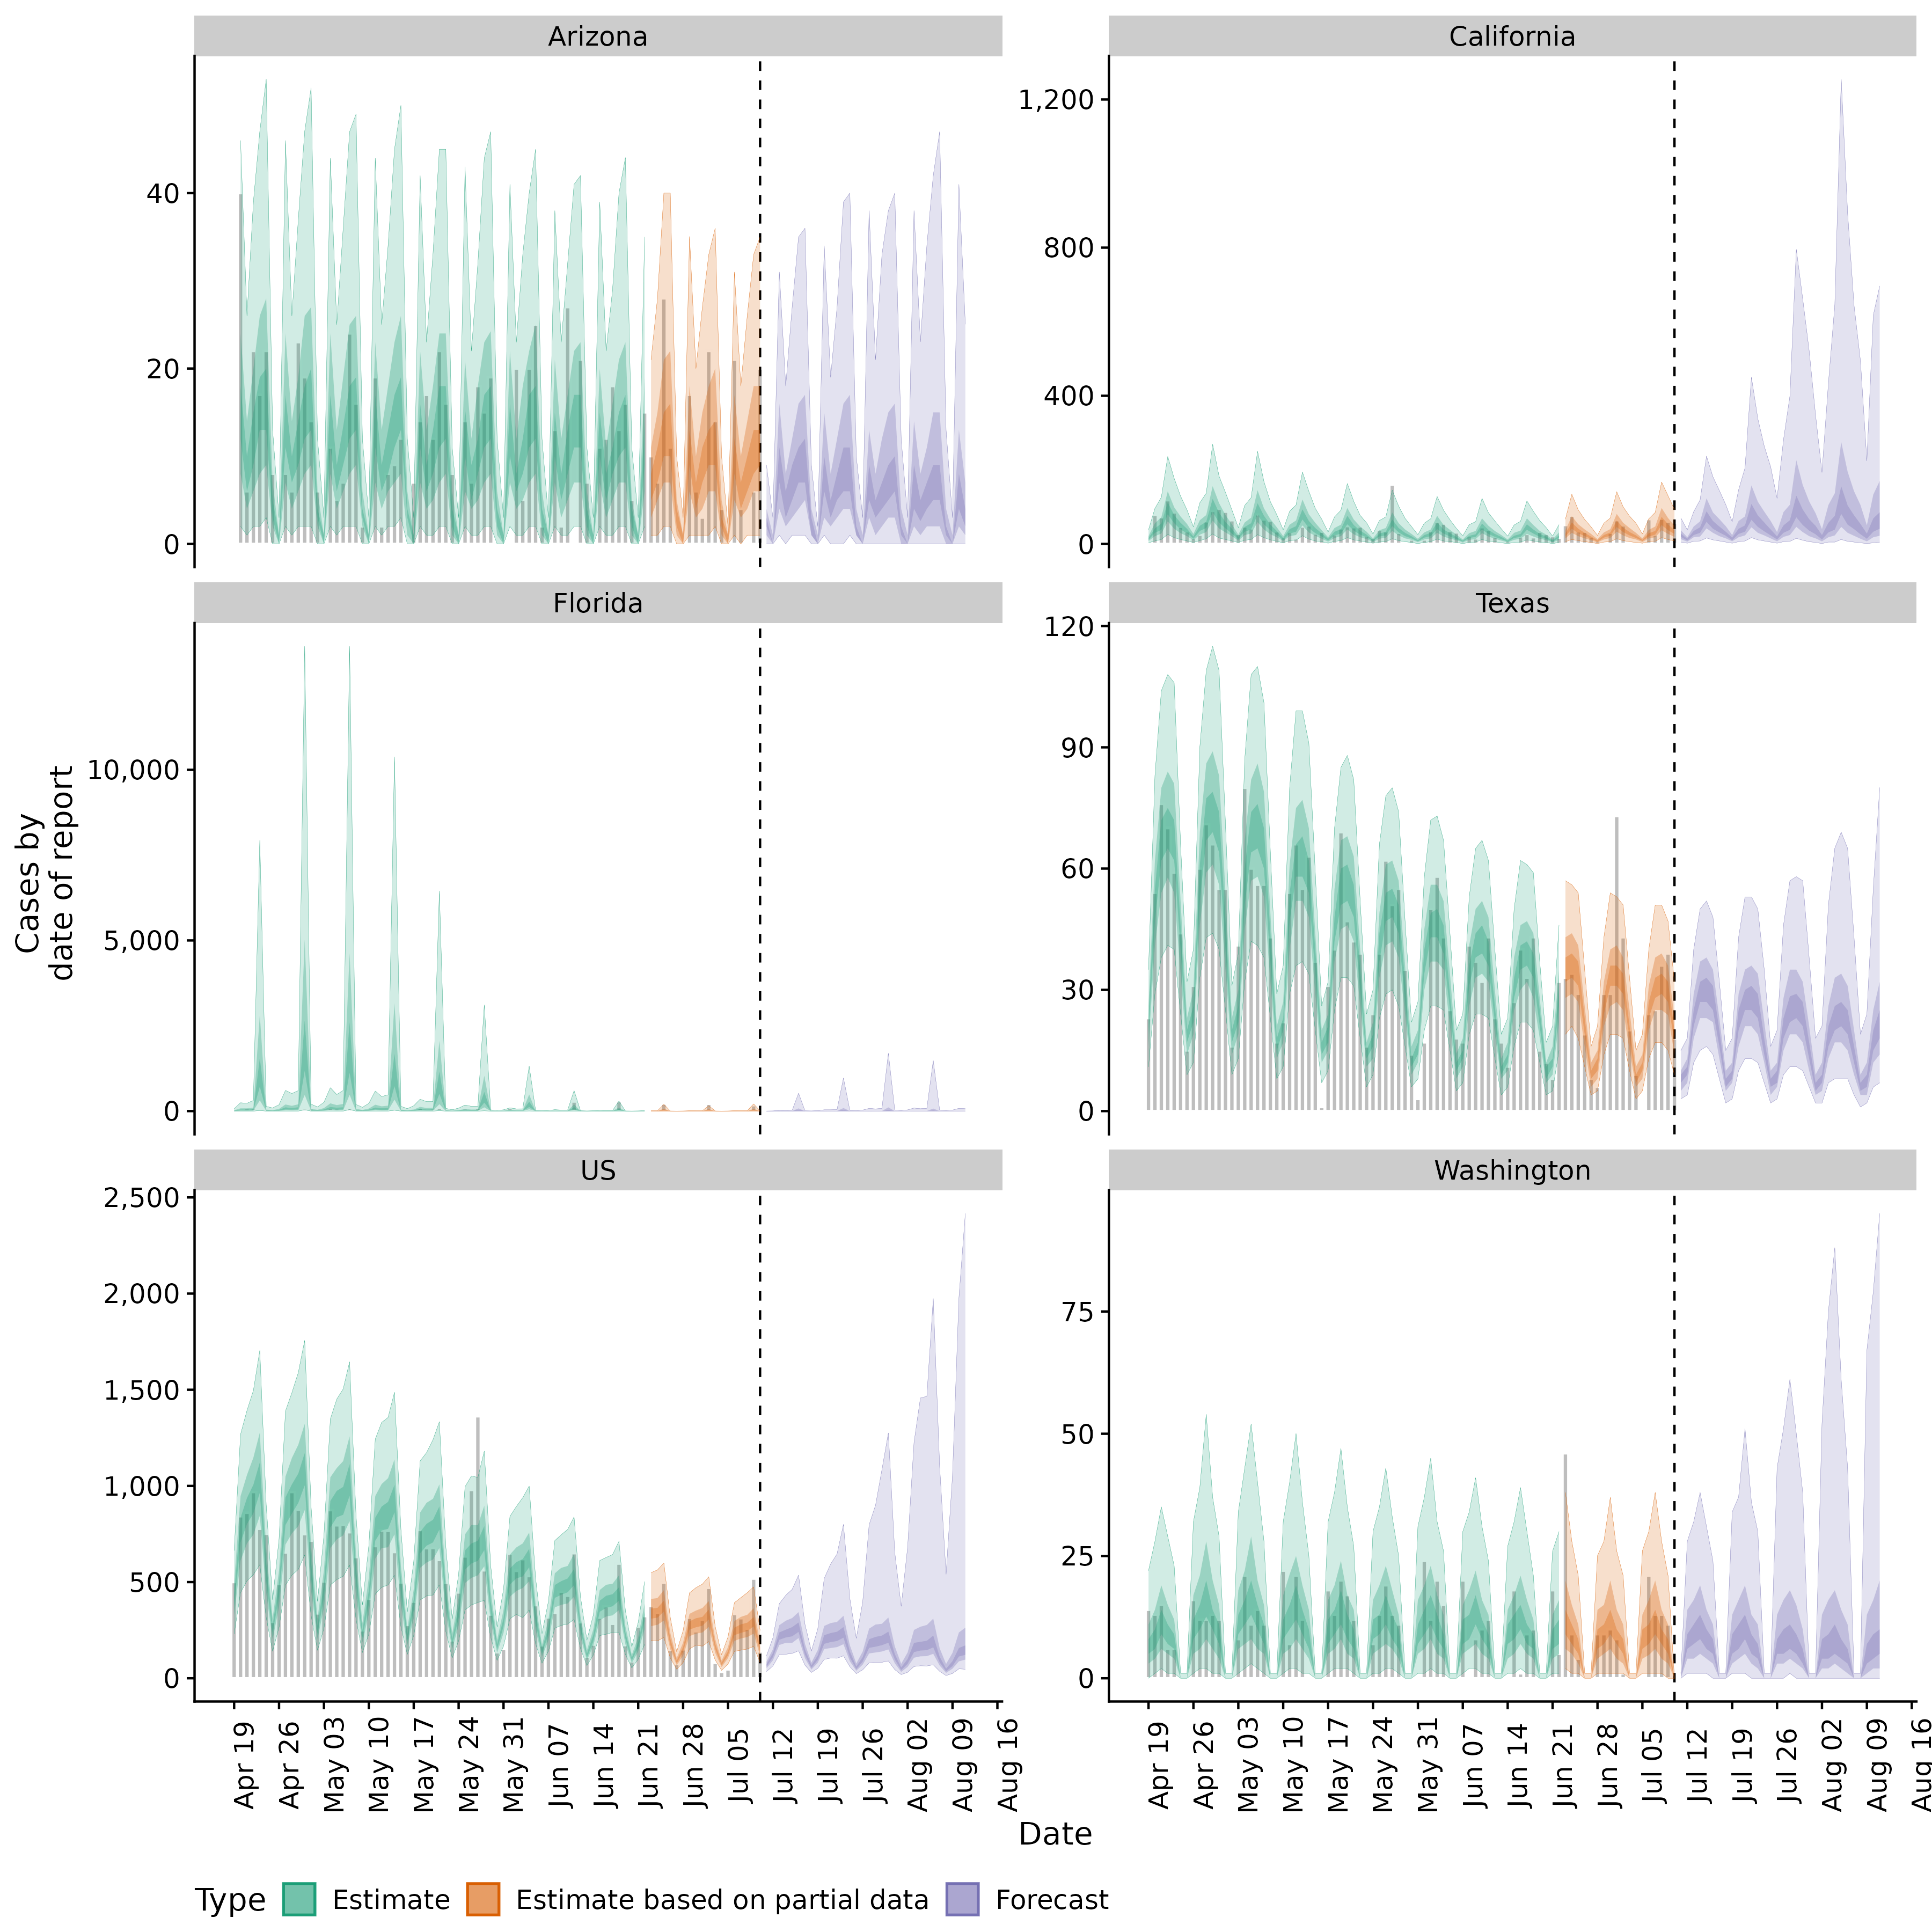 Arizona
California
40
20
0
1,200
800
400
0
Florida
Texas
10,000
5,000
0
120
90
60
30
0
Cases by
date of report
US
Washington
2,500
2,000
1,500
1,000
500
0
75
50
25
0
Apr 19
Apr 26
May 03
May 10
May 17
May 24
May 31
Jun 07
Jun 14
Jun 21
Jun 28
Jul 05
Jul 12
Jul 19
Jul 26
Aug 02
Aug 09
Aug 16
Apr 19
Apr 26
May 03
May 10
May 17
May 24
May 31
Jun 07
Jun 14
Jun 21
Jun 28
Jul 05
Jul 12
Jul 19
Jul 26
Aug 02
Aug 09
Aug 16
Date
Type Estimate Estimate based on partial data Forecast